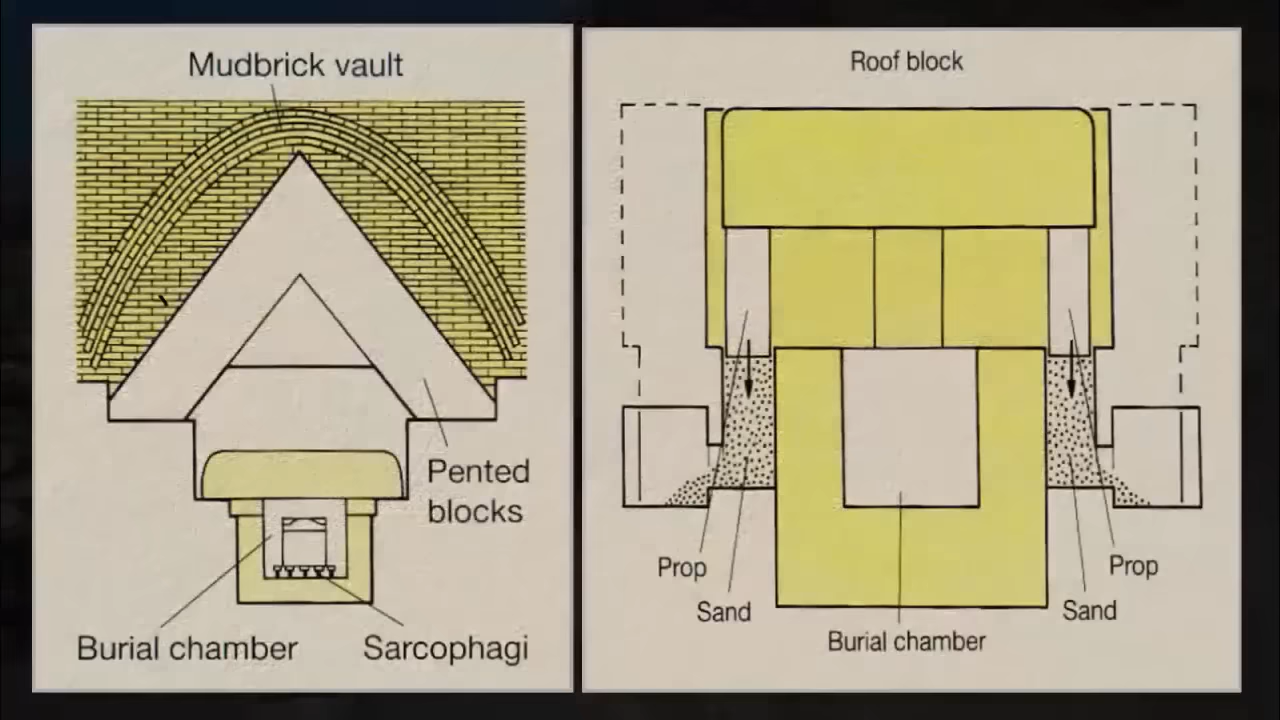 Mudbrick vault
Pented
blocks
Burial chamber
Sarcophagi
Roof block
Prop
Sand
Prop
Sand
Burial chamber